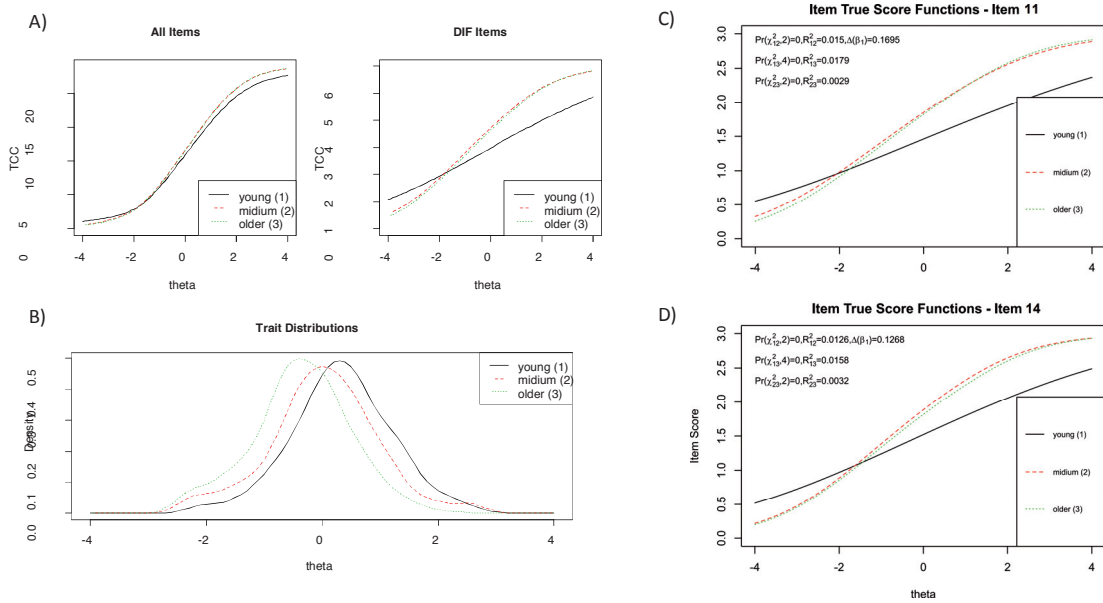 A)
All Items
TCC
20
15
10
5
0
-4 -2 0 2 4
theta
young (1)
midium (2)
older (3)
DIF Items
TCC
6
5
4
3
2
1
0
-4 -2 0 2 4
theta
young (1)
midium (2)
older (3)
B)
Trait Distributions
Density
0.5
0.4
0.3
0.2
0.1
0.0
-4 -2 0 2 4
theta
young (1)
midium (2)
older (3)
C)
Item True Score Functions - Item 11
Pr(χ²₁₂,2)=0,R²₁₂=0.015,Δ(β₁)=0.1695
Pr(χ²₁₃,4)=0,R²₁₃=0.0179
Pr(χ²₂₃,2)=0,R²₂₃=0.0029
3.0
2.5
2.0
1.5
1.0
0.5
0.0
-4 -2 0 2 4
young (1)
midium (2)
older (3)
D)
Item True Score Functions - Item 14
Pr(χ²₁₂,2)=0,R²₁₂=0.0126,Δ(β₁)=0.1268
Pr(χ²₁₃,4)=0,R²₁₃=0.0158
Pr(χ²₂₃,2)=0,R²₂₃=0.0032
Item Score
3.0
2.5
2.0
1.5
1.0
0.5
0.0
-4 -2 0 2 4
theta
young (1)
midium (2)
older (3)